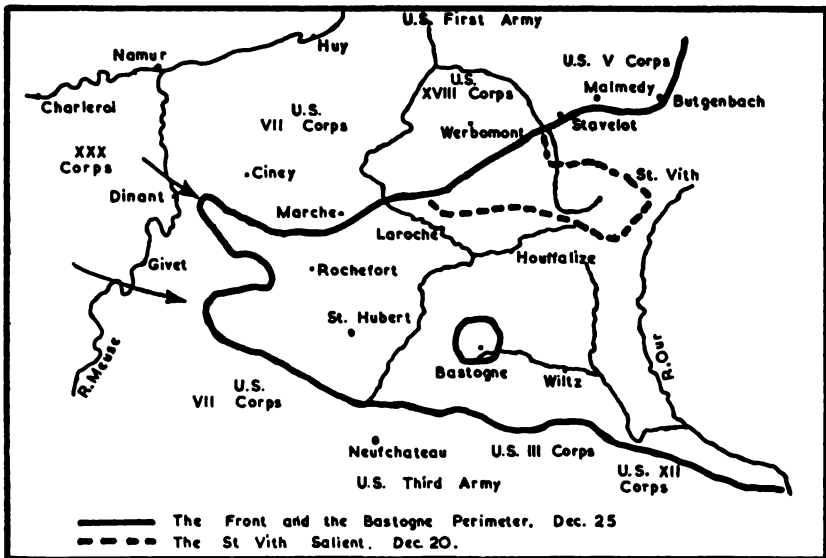 U.S. First Army
Huy
Namur
U.S. V Corps
U.S.
XVIII Corps
Malmedy
Charleroi
U.S.
VII Corps
Butgenbach
Stavelot
Werbomont
XXX
Corps
Ciney
St. Vith
Dinant
Marche
Laroche
Houffalize
Givet
Rochefort
St. Hubert
R. Meuse
R. Our
Bastogne
Wiltz
U.S.
VII Corps
Neufchateau
U.S. III Corps
U.S. XII
Corps
U.S. Third Army
The Front and the Bastogne Perimeter. Dec. 25
The St Vith Salient. Dec. 20.